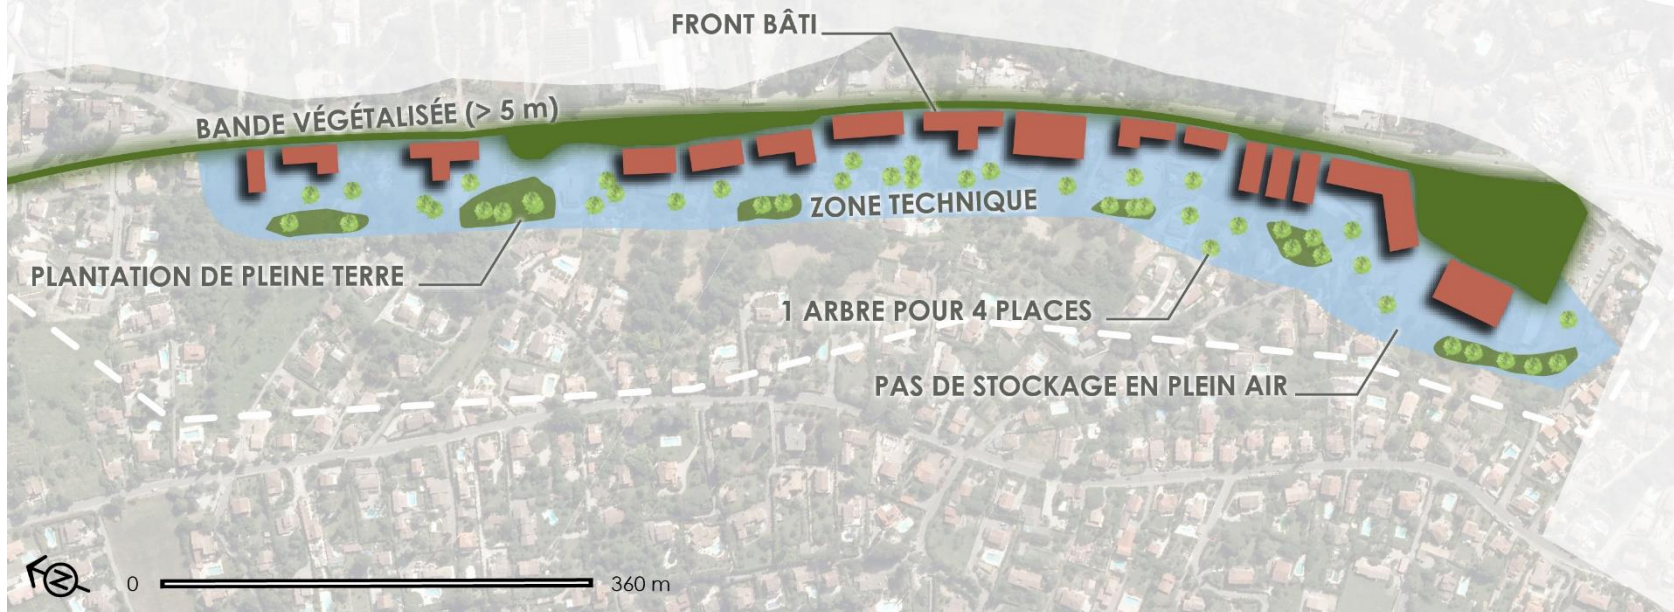 FRONT BÂTI
BANDE VÉGÉTALISÉE (> 5 m)
ZONE TECHNIQUE
PLANTATION DE PLEINE TERRE
1 ARBRE POUR 4 PLACES
PAS DE STOCKAGE EN PLEIN AIR
N
0 360 m